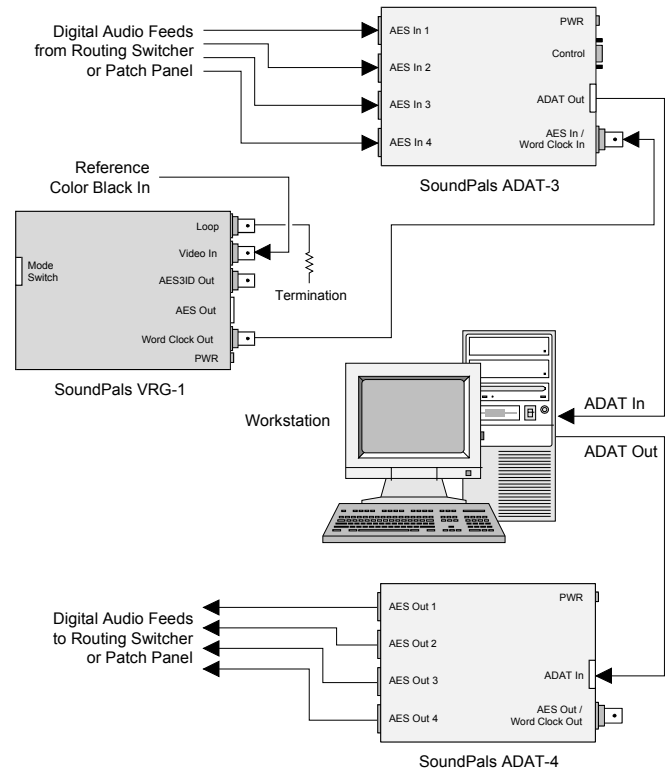 Digital Audio Feeds
from Routing Switcher
or Patch Panel
AES In 1
AES In 2
AES In 3
AES In 4
PWR
Control
ADAT Out
AES In /
Word Clock In
SoundPals ADAT-3
Reference
Color Black In
Loop
Video In
AES3ID Out
AES Out
Word Clock Out
PWR
Mode
Switch
Termination
SoundPals VRG-1
Workstation
ADAT In
ADAT Out
Digital Audio Feeds
to Routing Switcher
or Patch Panel
AES Out 1
AES Out 2
AES Out 3
AES Out 4
PWR
ADAT In
AES Out /
Word Clock Out
SoundPals ADAT-4